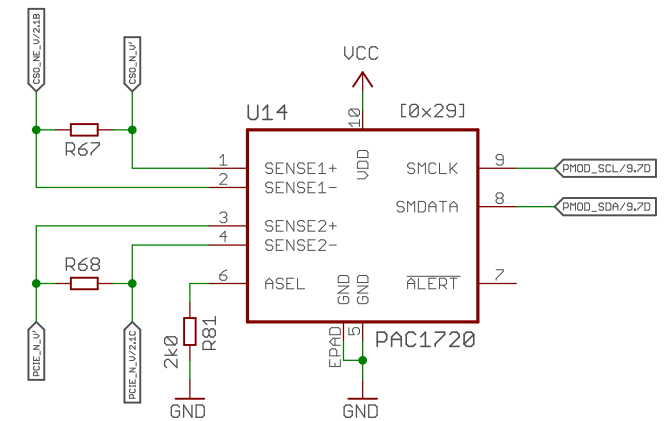 CSO_NE_V/2.1B
CSO_N_V'
VCC
U14
[0x29]
10
R67
1
SENSE1+
VDD
SMCLK
9
PMOD_SCL/9.7D
2
SENSE1-
3
SENSE2+
SMDATA
8
PMOD_SDA/9.7D
4
SENSE2-
R68
6
ASEL
GND
GND
ALERT
7
PCIE_N_V'
PCIE_N_V/2.1C
2k0
R81
EPAD
5
PAC1720
GND
GND